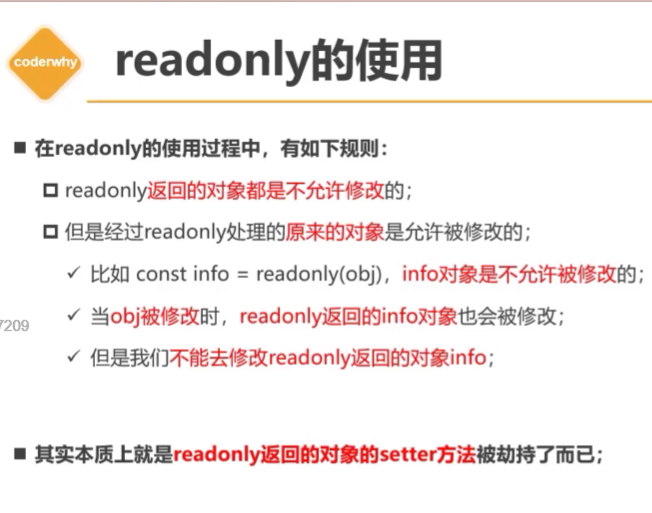 coderwhy
readonly的使用
■ 在readonly的使用过程中，有如下规则：
readonly返回的对象都是不允许修改的；
但是经过readonly处理的原来的对象是允许被修改的；
✓ 比如 const info = readonly(obj)，info对象是不允许被修改的；
✓ 当obj被修改时，readonly返回的info对象也会被修改；
7209
✓ 但是我们不能去修改readonly返回的对象info；
■ 其实本质上就是readonly返回的对象的setter方法被劫持了而已；